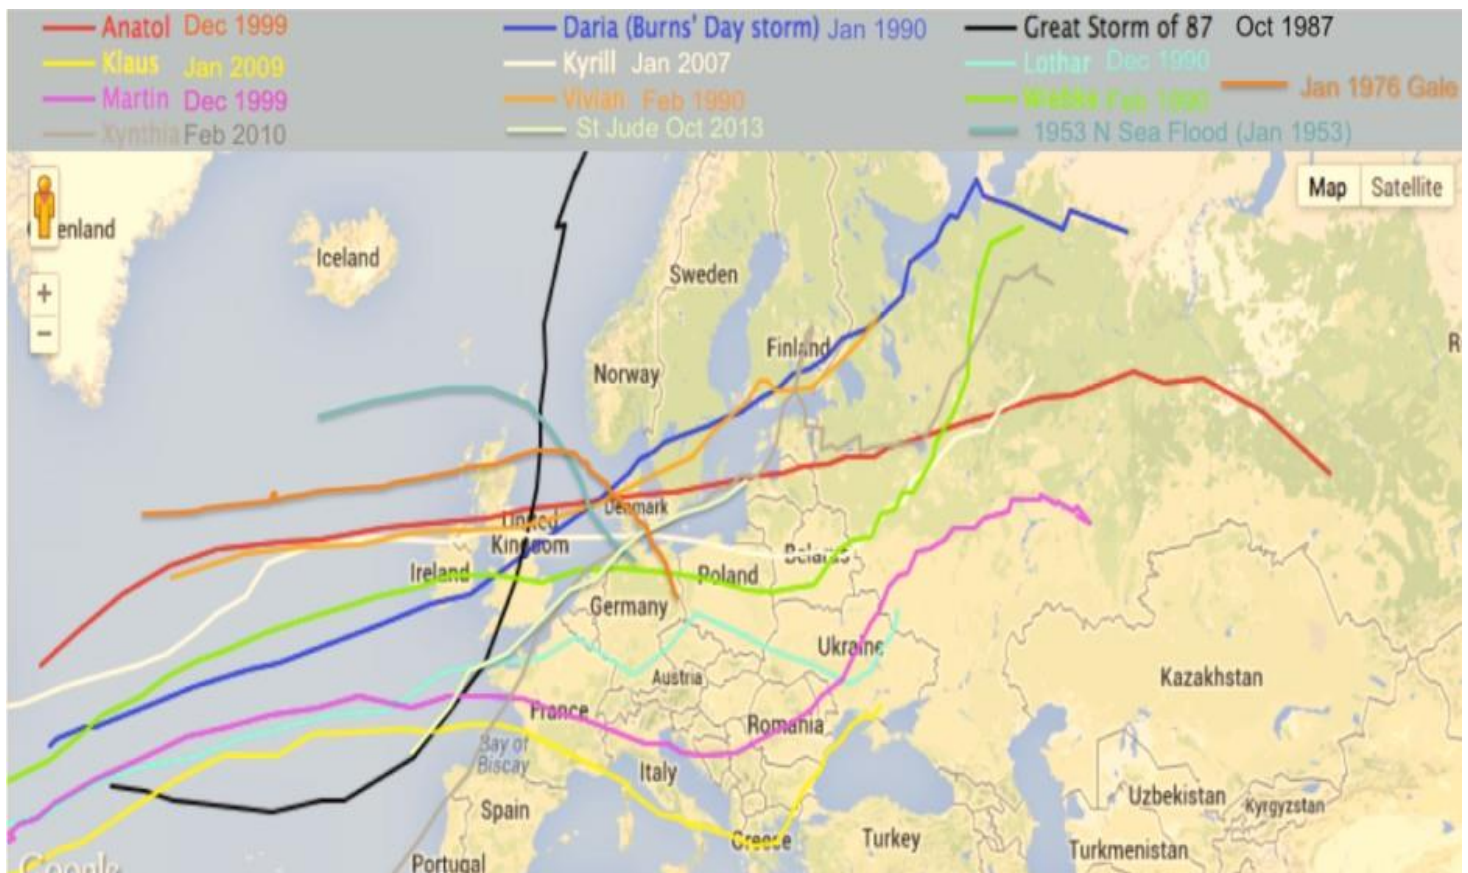 Anatol Dec 1999 Daria (Burns' Day storm) Jan 1990 Great Storm of 87 Oct 1987
Klaus Jan 2009 Kyrill Jan 2007 Lothar Dec 1990
Martin Dec 1999 Vivian Feb 1990 Wiebke Feb 1990 Jan 1976 Gale
Xynthia Feb 2010 St Jude Oct 2013 1953 N Sea Flood (Jan 1953)
Map Satellite
enland
Iceland
Sweden
+
−
Finland
Norway
R
Denmark
United
Kingdom
Belarus
Ireland
Poland
Germany
Ukraine
Austria
Kazakhstan
France
Romania
Bay of
Biscay
Italy
Spain
Uzbekistan
Kyrgyzstan
Greece
Turkey
Turkmenistan
Portugal
Google